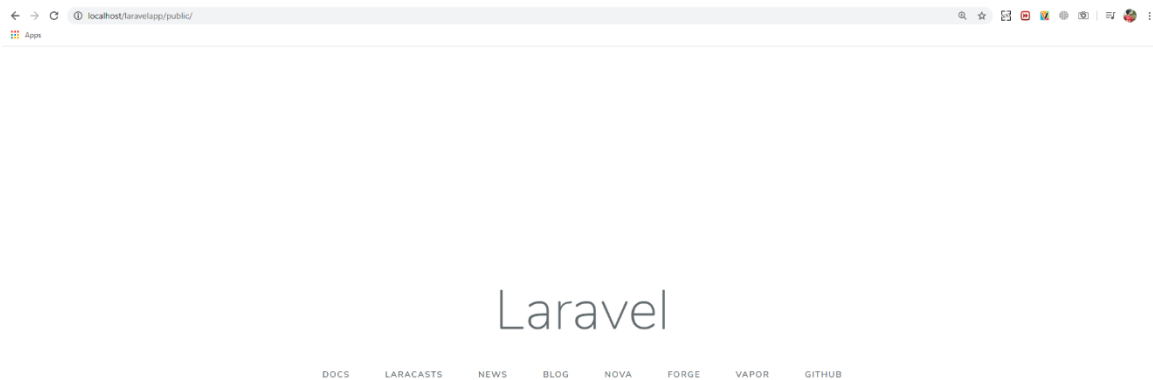 localhost/laravelapp/public/
Apps
Laravel
DOCS LARACASTS NEWS BLOG NOVA FORGE VAPOR GITHUB